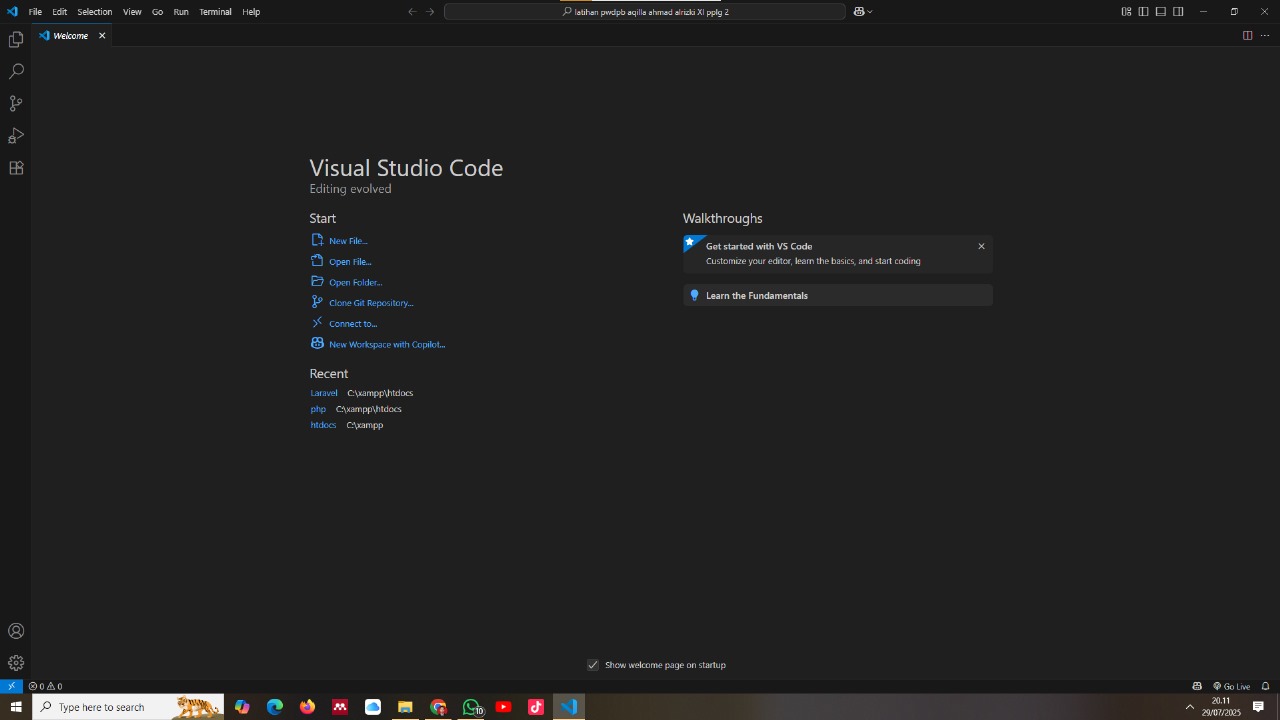 File Edit Selection View Go Run Terminal Help
latihan pwdpb aqilla ahmad alrizki XI pplg 2
Welcome
Visual Studio Code
Editing evolved
Start
New File...
Open File...
Open Folder...
Clone Git Repository...
Connect to...
New Workspace with Copilot...
Recent
Laravel C:\xampp\htdocs
php C:\xampp\htdocs
htdocs C:\xampp
Walkthroughs
Get started with VS Code
Customize your editor, learn the basics, and start coding
Learn the Fundamentals
Show welcome page on startup
0 0
Go Live
Type here to search
10
20.11
29/07/2025